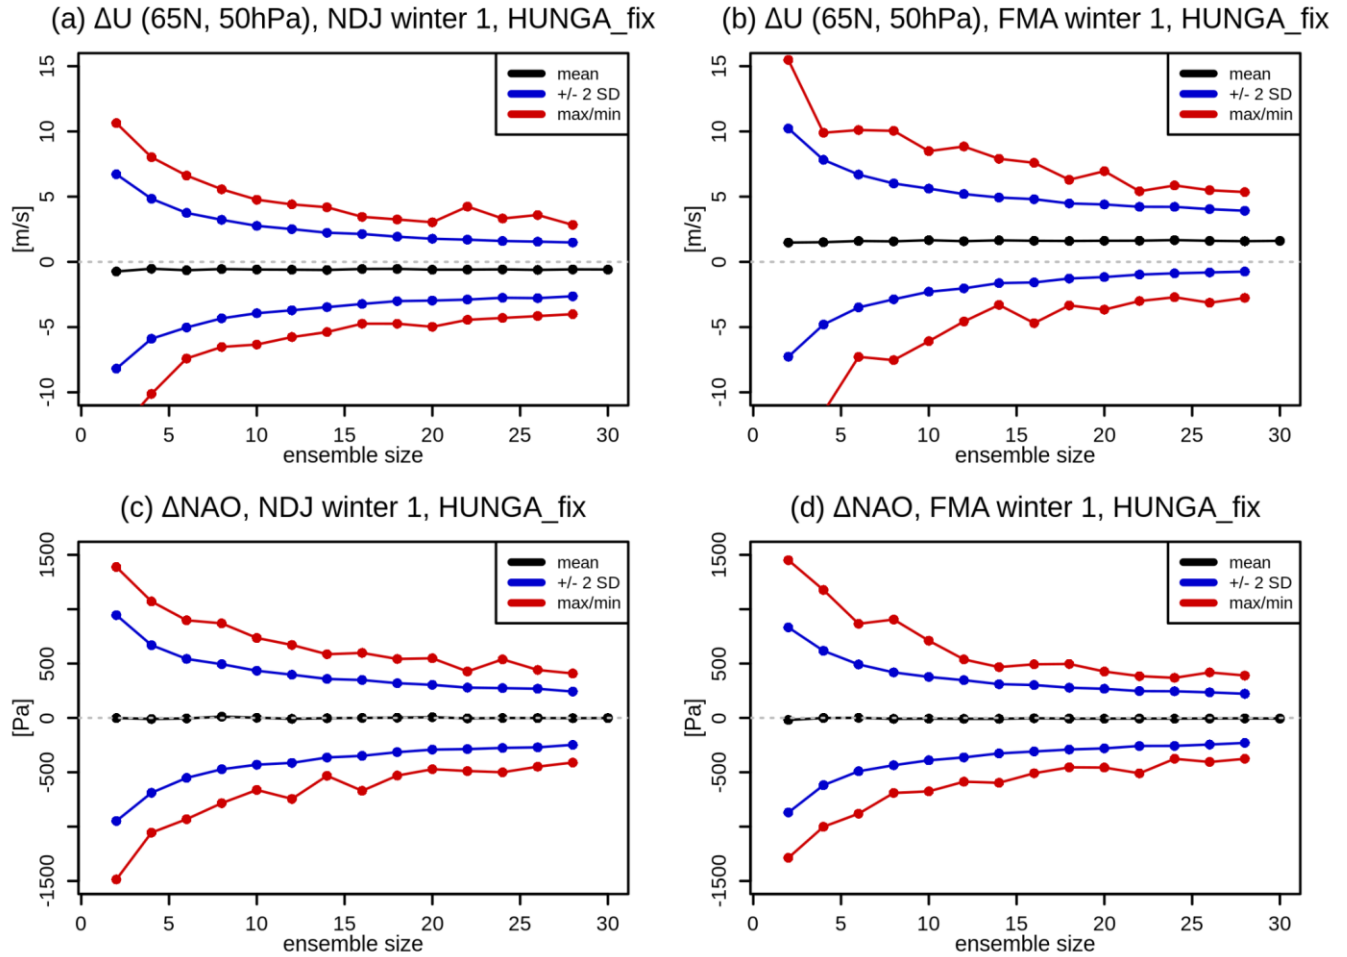 (a) ΔU (65N, 50hPa), NDJ winter 1, HUNGA_fix
mean
+/- 2 SD
max/min
15
10
5
0
-5
-10
[m/s]
0 5 10 15 20 25 30
ensemble size
(b) ΔU (65N, 50hPa), FMA winter 1, HUNGA_fix
mean
+/- 2 SD
max/min
15
10
5
0
-5
-10
[m/s]
0 5 10 15 20 25 30
ensemble size
(c) ΔNAO, NDJ winter 1, HUNGA_fix
mean
+/- 2 SD
max/min
1500
500
0
-500
-1500
[Pa]
0 5 10 15 20 25 30
ensemble size
(d) ΔNAO, FMA winter 1, HUNGA_fix
mean
+/- 2 SD
max/min
1500
500
0
-500
-1500
[Pa]
0 5 10 15 20 25 30
ensemble size